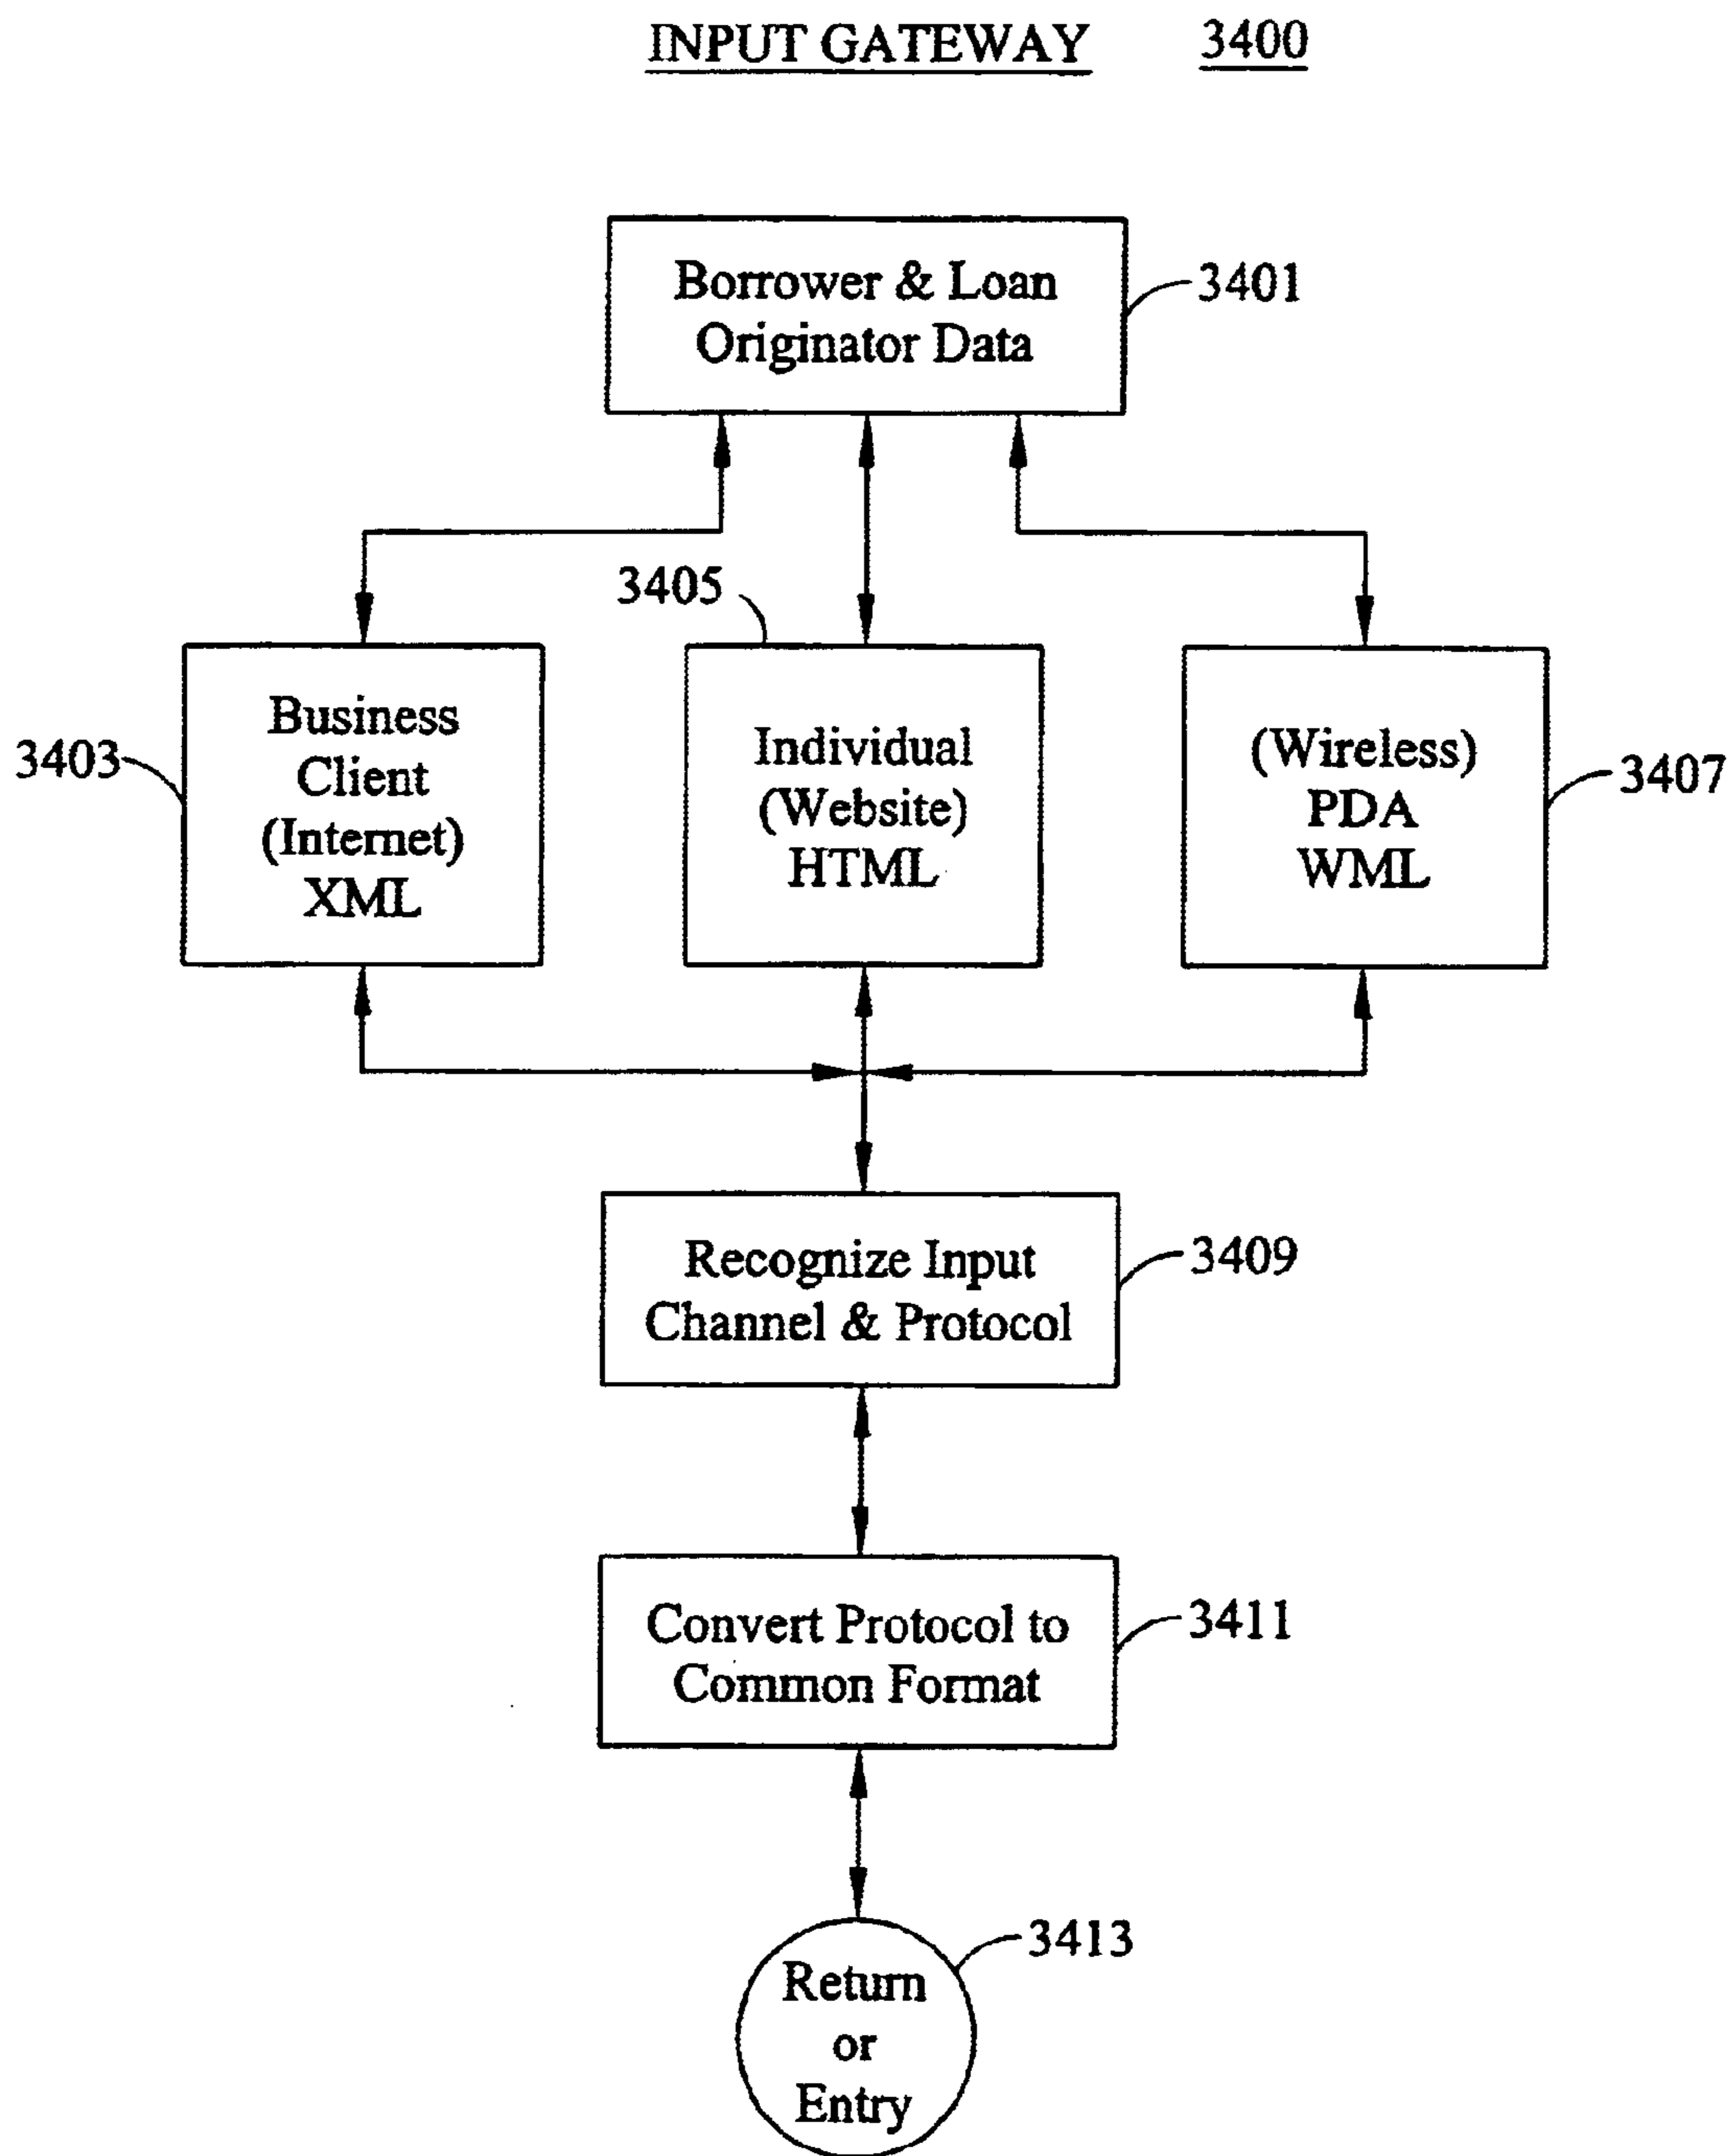 INPUT GATEWAY 3400
Borrower & Loan
Originator Data
3401
3405
3403
Business
Client
(Internet)
XML
Individual
(Website)
HTML
(Wireless)
PDA
WML
3407
Recognize Input
Channel & Protocol
3409
Convert Protocol to
Common Format
3411
3413
Return
or
Entry